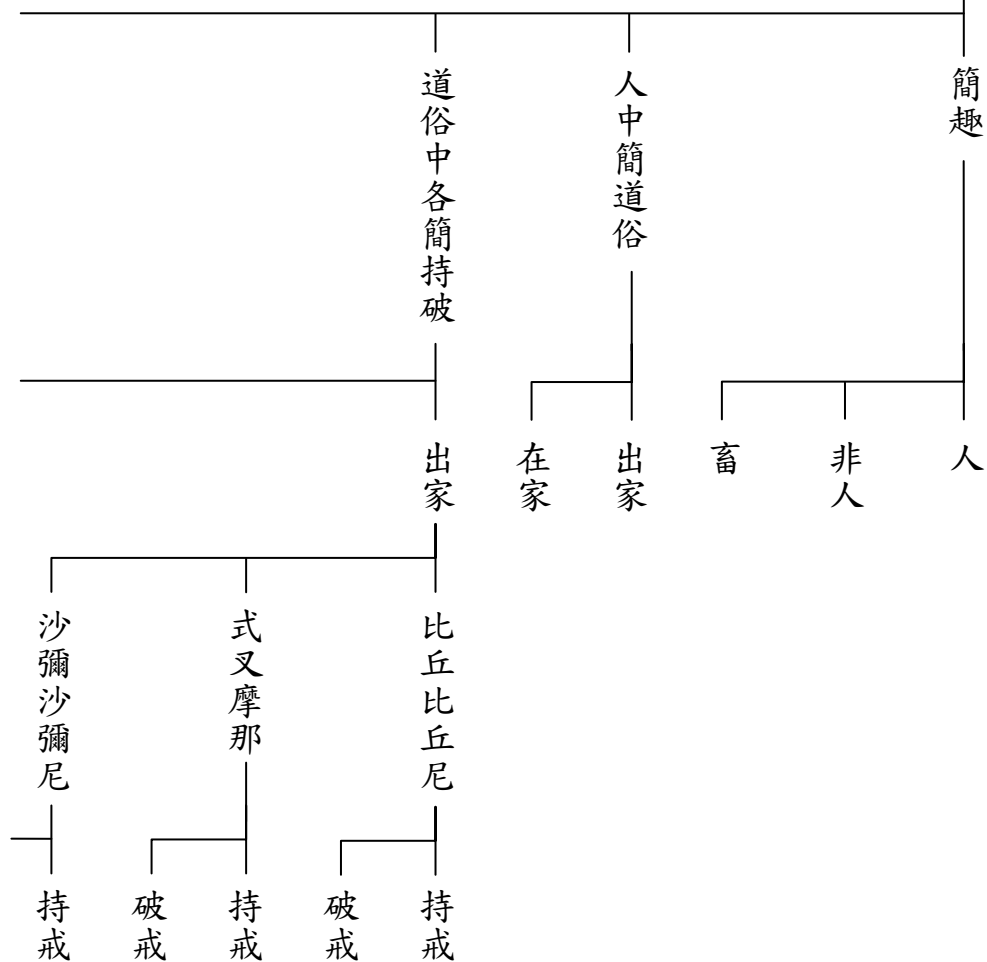 簡趣
人中簡道俗
道俗中各簡持破
人
非人
畜
出家
在家
出家
比丘比丘尼
式叉摩那
沙彌沙彌尼
持戒
破戒
持戒
破戒
持戒